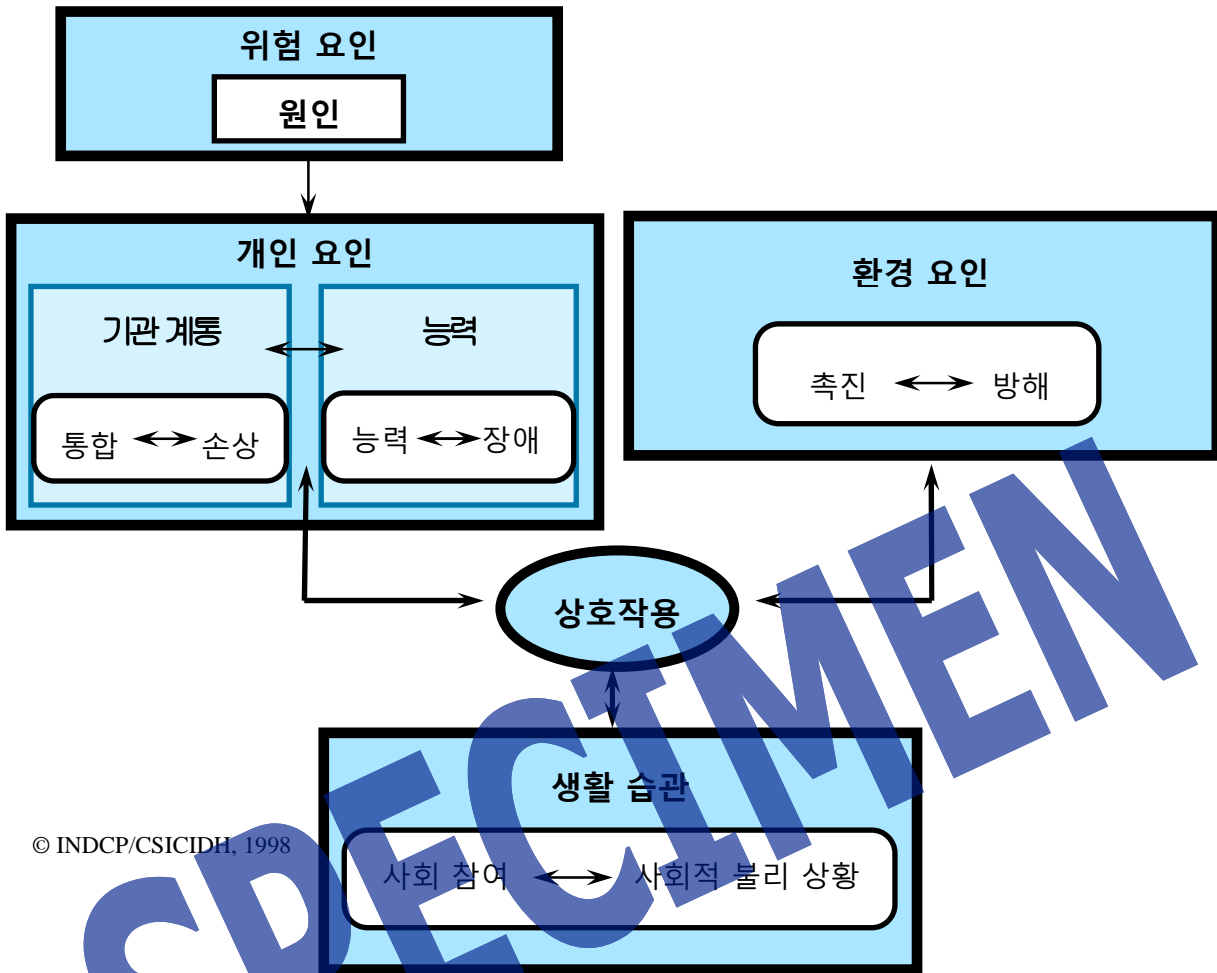 위험 요인
원인
개인 요인
기관 계통
능력
통합
손상
능력
장애
환경 요인
촉진
방해
상호작용
생활 습관
사회 참여
사회적 불리 상황
© INDCP/CSICIDH, 1998
SPECIMEN